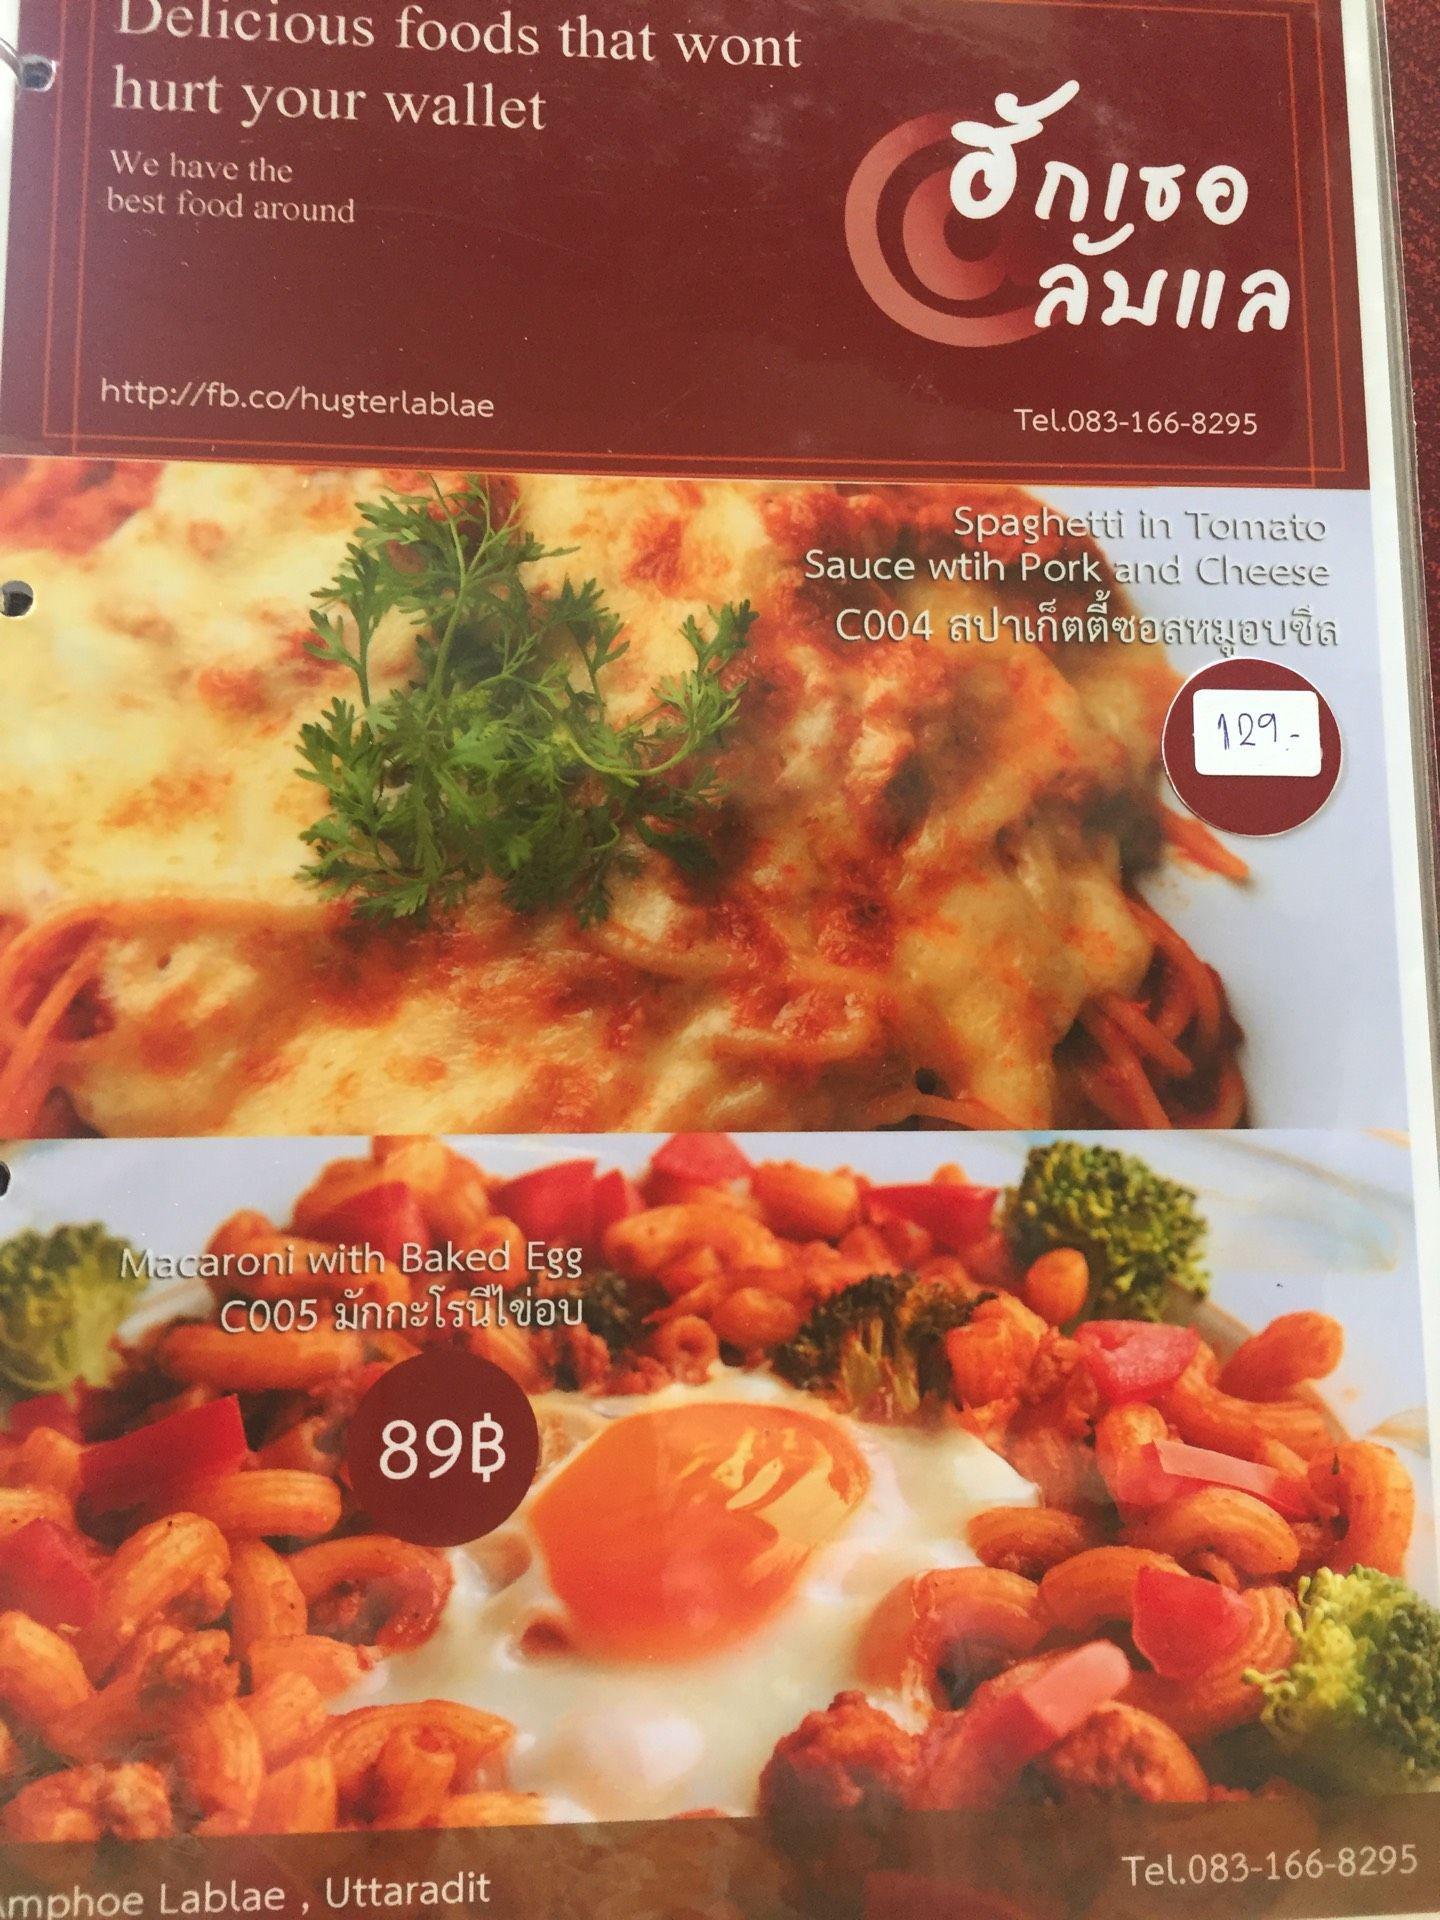 Delicious foods that wont
hurt your wallet
We have the
best food around
ฮักเธอ
ลับแล
http://fb.co/hugterlablae
Tel.083-166-8295
Spaghetti in Tomato
Sauce wtih Pork and Cheese
C004 สปาเก็ตตี้ซอสหมูอบชีส
129.-
Macaroni with Baked Egg
C005 มักกะโรนีไข่อบ
89฿
Amphoe Lablae , Uttaradit
Tel.083-166-8295